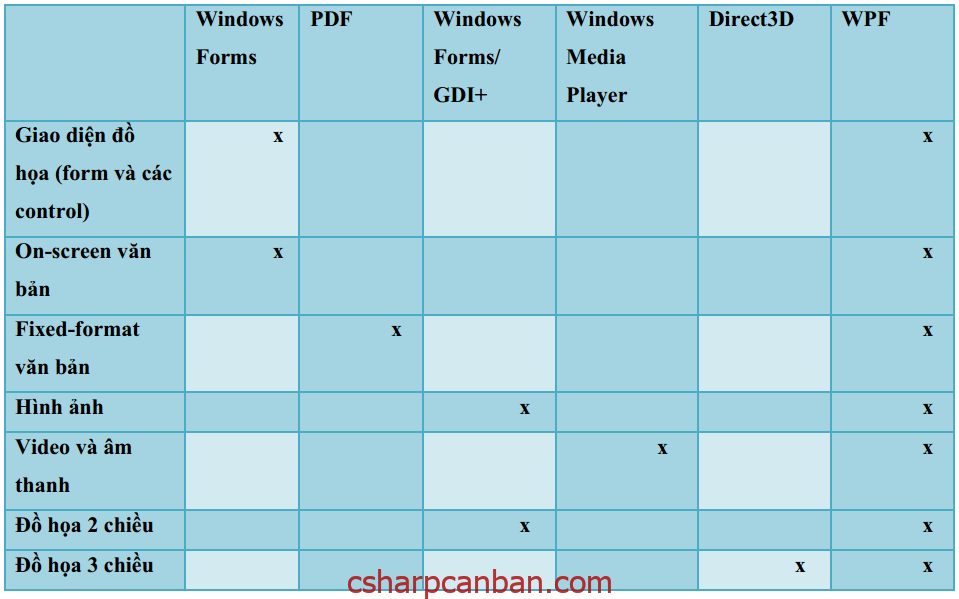 Windows Forms PDF Windows Forms/ GDI+ Windows Media Player Direct3D WPF
Giao diện đồ
họa (form và các
control)
x x
On-screen văn
bản
x x
Fixed-format
văn bản
x x
Hình ảnh x x
Video và âm
thanh
x x
Đồ họa 2 chiều x x
Đồ họa 3 chiều x x
csharpcanban.com